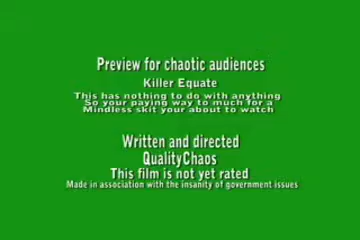 Preview for chaotic audiences
Killer Equate
This has nothing to do with anything
So your paying way to much for a
Mindless skit your about to watch
Written and directed
QualityChaos
This film is not yet rated
Made in association with the insanity of government issues